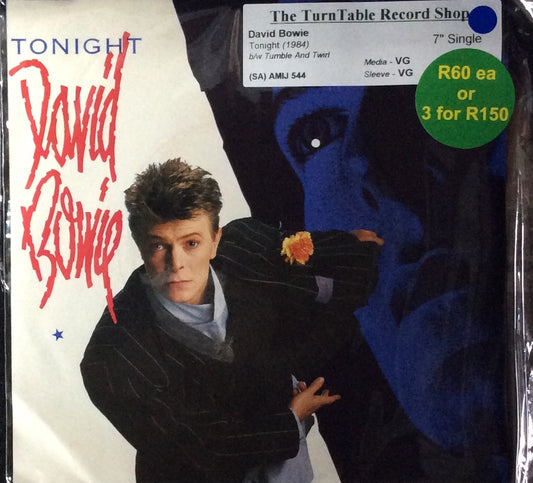 TONIGHT
David
Bowie
The TurnTable Record Shop
David Bowie
7" Single
Tonight (1984)
b/w Tumble And Twirl
Media - VG
(SA) AMIJ 544
Sleeve - VG
R60 ea
or
3 for R150